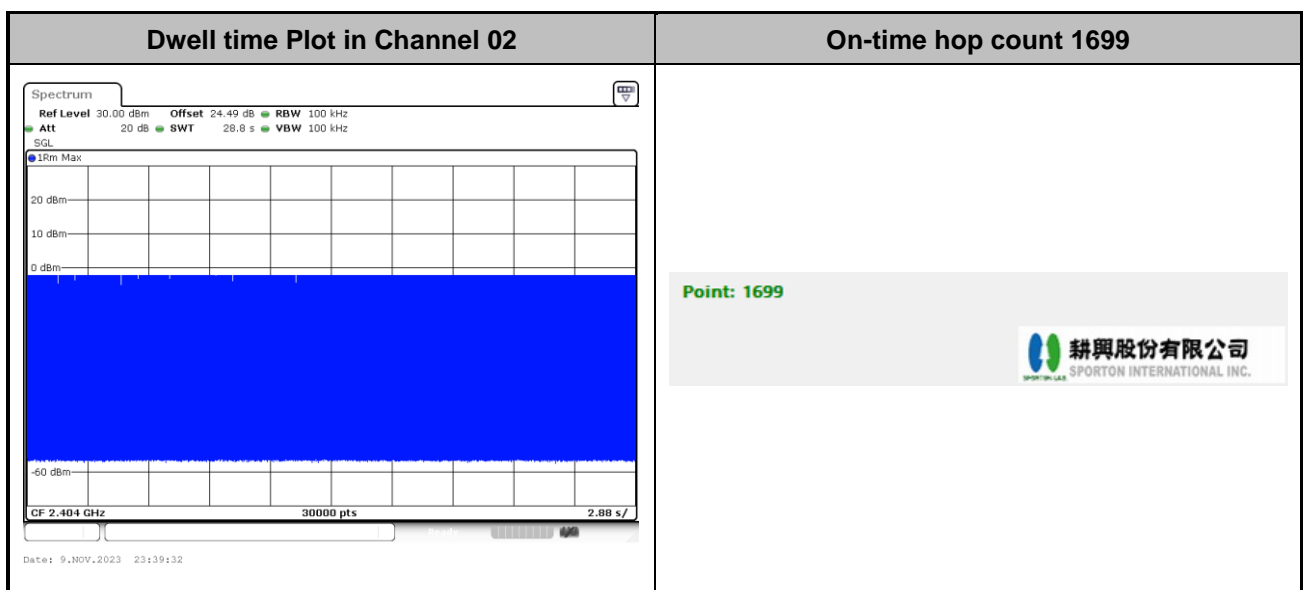 Dwell time Plot in Channel 02
On-time hop count 1699
Spectrum
Ref Level 30.00 dBm Offset 24.49 dB RBW 100 kHz
Att 20 dB SWT 28.8 s VBW 100 kHz
SGL
1Rm Max
20 dBm
10 dBm
0 dBm
-60 dBm
CF 2.404 GHz 30000 pts 2.88 s/
Date: 9.NOV.2023 23:39:32
Point: 1699
耕興股份有限公司
SPORTON INTERNATIONAL INC.
SPORTON LAB.